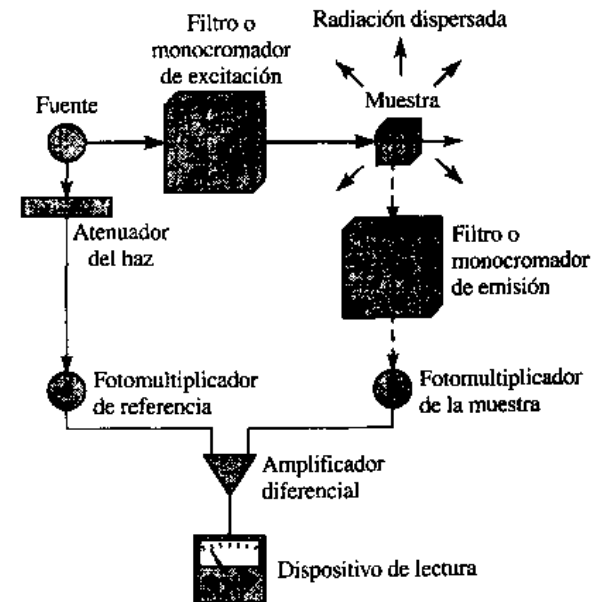 Filtro o
monocromador
de excitación
Radiación dispersada
Fuente
Muestra
Atenuador
del haz
Filtro o
monocromador
de emisión
Fotomultiplicador
de referencia
Fotomultiplicador
de la muestra
Amplificador
diferencial
Dispositivo de lectura